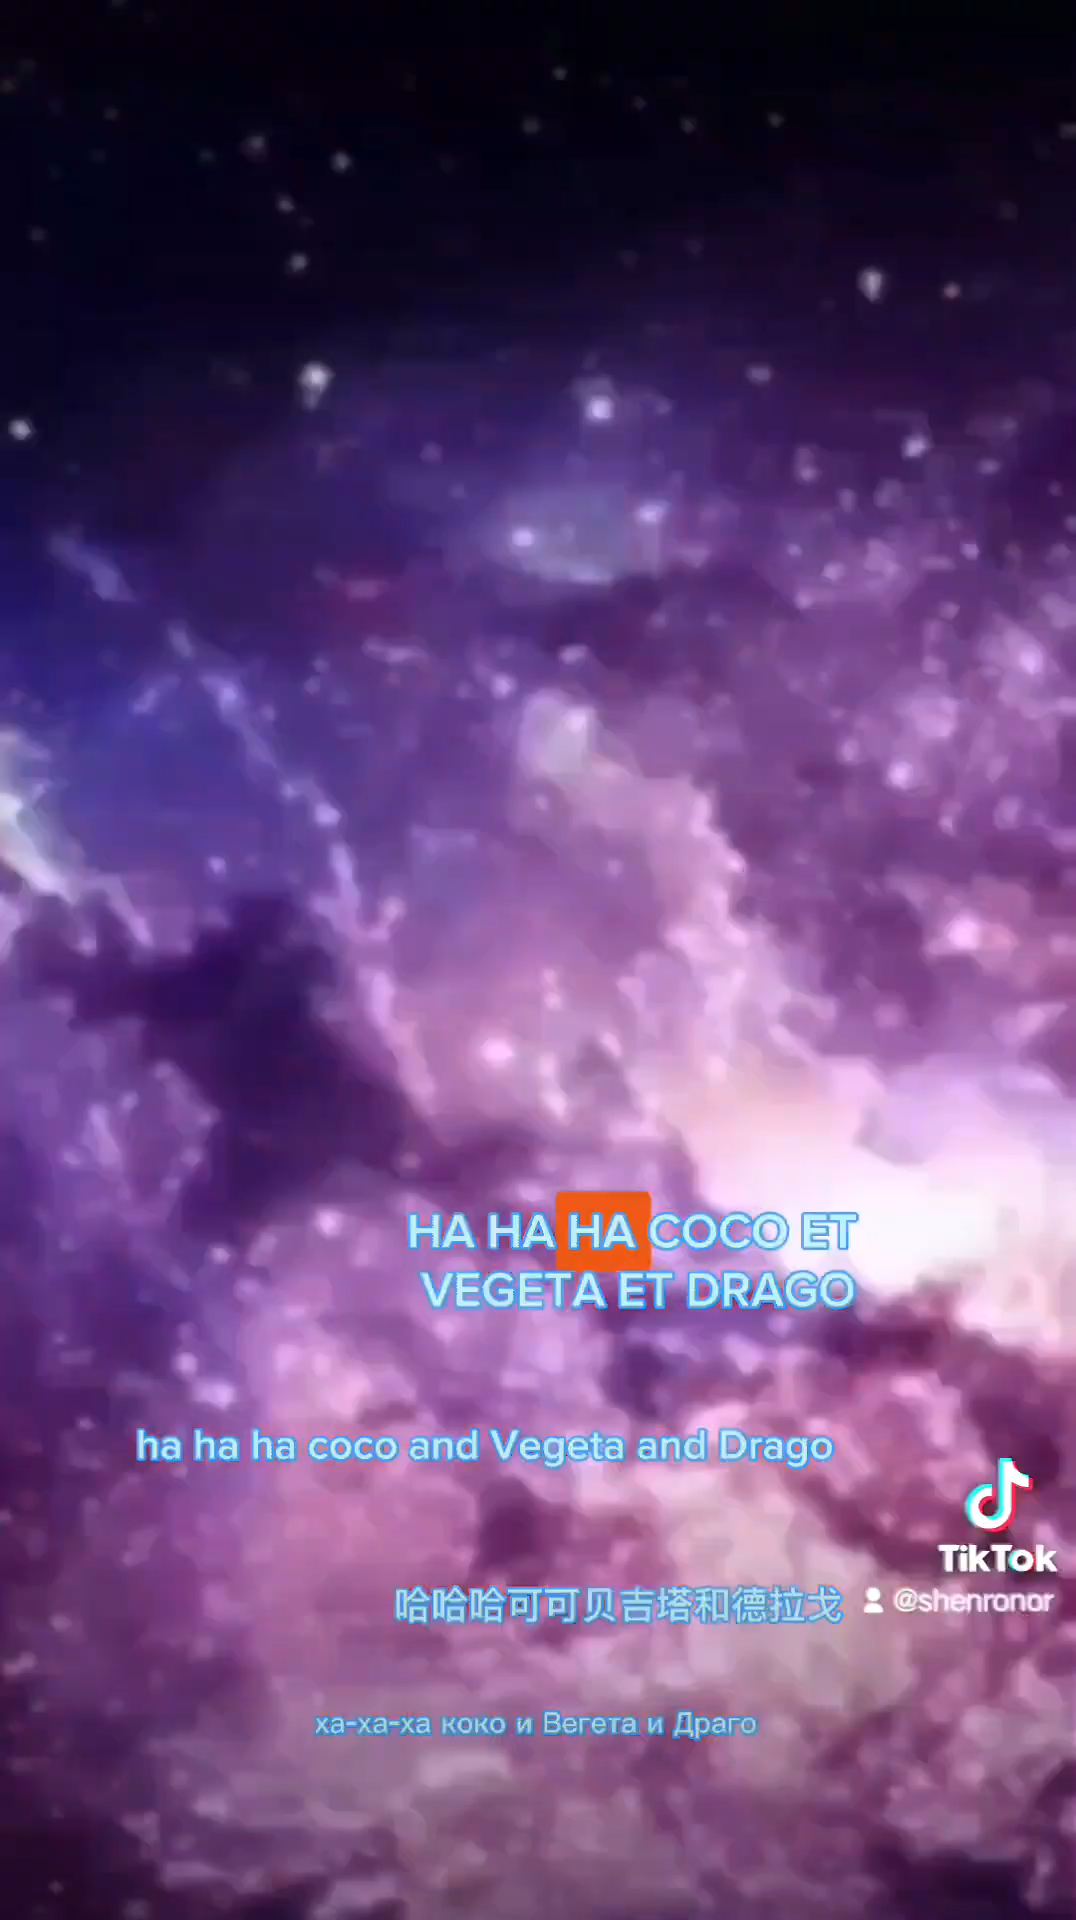 HA HA HA COCO ET
VEGETA ET DRAGO
ha ha ha coco and Vegeta and Drago
TikTok
哈哈哈可可贝吉塔和德拉戈
@shenronor
ха-ха-ха коко и Вегета и Драго